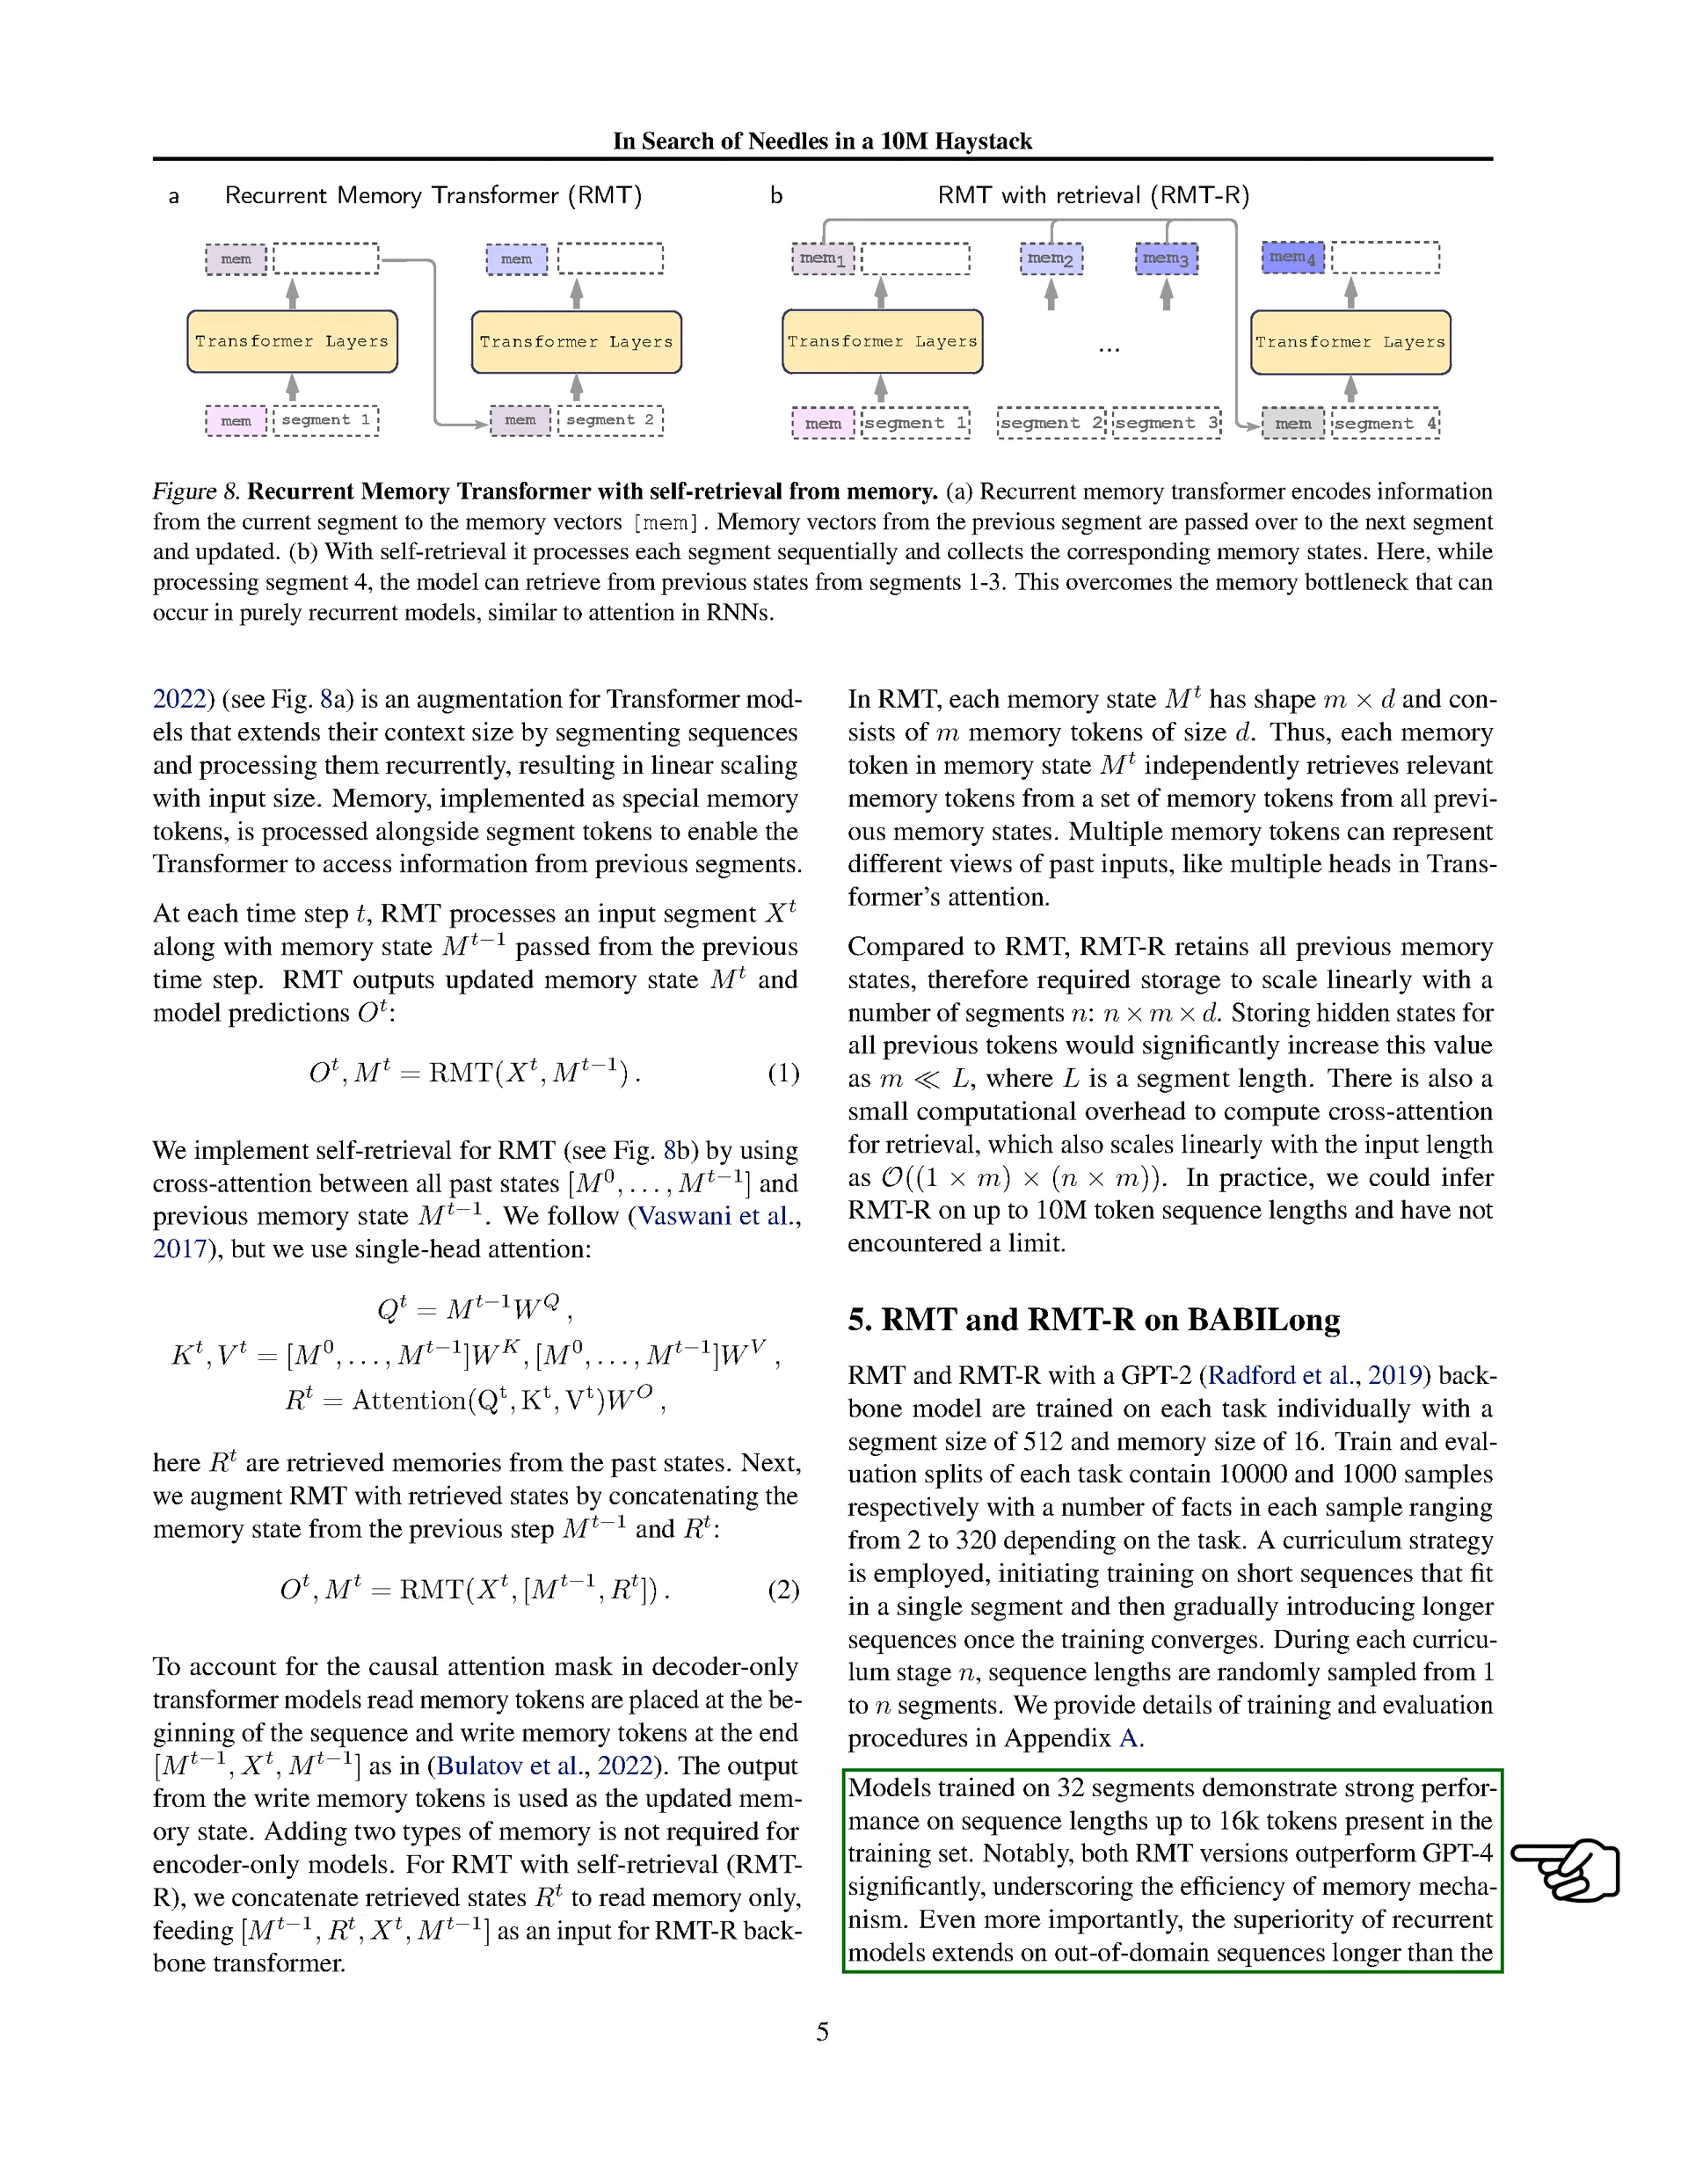 In Search of Needles in a 10M Haystack
a Recurrent Memory Transformer (RMT)
mem
mem
Transformer Layers
Transformer Layers
mem segment 1
mem segment 2
b RMT with retrieval (RMT-R)
mem1
mem2
mem3
mem4
Transformer Layers
...
Transformer Layers
mem segment 1
segment 2 segment 3
mem segment 4
Figure 8. Recurrent Memory Transformer with self-retrieval from memory. (a) Recurrent memory transformer encodes information
from the current segment to the memory vectors [mem]. Memory vectors from the previous segment are passed over to the next segment
and updated. (b) With self-retrieval it processes each segment sequentially and collects the corresponding memory states. Here, while
processing segment 4, the model can retrieve from previous states from segments 1-3. This overcomes the memory bottleneck that can
occur in purely recurrent models, similar to attention in RNNs.
2022) (see Fig. 8a) is an augmentation for Transformer mod-
els that extends their context size by segmenting sequences
and processing them recurrently, resulting in linear scaling
with input size. Memory, implemented as special memory
tokens, is processed alongside segment tokens to enable the
Transformer to access information from previous segments.
At each time step t, RMT processes an input segment X^t
along with memory state M^{t−1} passed from the previous
time step. RMT outputs updated memory state M^t and
model predictions O^t:
O^t, M^t = RMT(X^t, M^{t−1}). (1)
We implement self-retrieval for RMT (see Fig. 8b) by using
cross-attention between all past states [M^0, . . . , M^{t−1}] and
previous memory state M^{t−1}. We follow (Vaswani et al.,
2017), but we use single-head attention:
Q^t = M^{t−1}W^Q,
K^t, V^t = [M^0, . . . , M^{t−1}]W^K, [M^0, . . . , M^{t−1}]W^V,
R^t = Attention(Q^t, K^t, V^t)W^O,
here R^t are retrieved memories from the past states. Next,
we augment RMT with retrieved states by concatenating the
memory state from the previous step M^{t−1} and R^t:
O^t, M^t = RMT(X^t, [M^{t−1}, R^t]). (2)
To account for the causal attention mask in decoder-only
transformer models read memory tokens are placed at the be-
ginning of the sequence and write memory tokens at the end
[M^{t−1}, X^t, M^{t−1}] as in (Bulatov et al., 2022). The output
from the write memory tokens is used as the updated mem-
ory state. Adding two types of memory is not required for
encoder-only models. For RMT with self-retrieval (RMT-
R), we concatenate retrieved states R^t to read memory only,
feeding [M^{t−1}, R^t, X^t, M^{t−1}] as an input for RMT-R back-
bone transformer.
In RMT, each memory state M^t has shape m × d and con-
sists of m memory tokens of size d. Thus, each memory
token in memory state M^t independently retrieves relevant
memory tokens from a set of memory tokens from all previ-
ous memory states. Multiple memory tokens can represent
different views of past inputs, like multiple heads in Trans-
former's attention.
Compared to RMT, RMT-R retains all previous memory
states, therefore required storage to scale linearly with a
number of segments n: n × m × d. Storing hidden states for
all previous tokens would significantly increase this value
as m ≪ L, where L is a segment length. There is also a
small computational overhead to compute cross-attention
for retrieval, which also scales linearly with the input length
as O((1 × m) × (n × m)). In practice, we could infer
RMT-R on up to 10M token sequence lengths and have not
encountered a limit.
5. RMT and RMT-R on BABILong
RMT and RMT-R with a GPT-2 (Radford et al., 2019) back-
bone model are trained on each task individually with a
segment size of 512 and memory size of 16. Train and eval-
uation splits of each task contain 10000 and 1000 samples
respectively with a number of facts in each sample ranging
from 2 to 320 depending on the task. A curriculum strategy
is employed, initiating training on short sequences that fit
in a single segment and then gradually introducing longer
sequences once the training converges. During each curricu-
lum stage n, sequence lengths are randomly sampled from 1
to n segments. We provide details of training and evaluation
procedures in Appendix A.
Models trained on 32 segments demonstrate strong perfor-
mance on sequence lengths up to 16k tokens present in the
training set. Notably, both RMT versions outperform GPT-4
significantly, underscoring the efficiency of memory mecha-
nism. Even more importantly, the superiority of recurrent
models extends on out-of-domain sequences longer than the
5